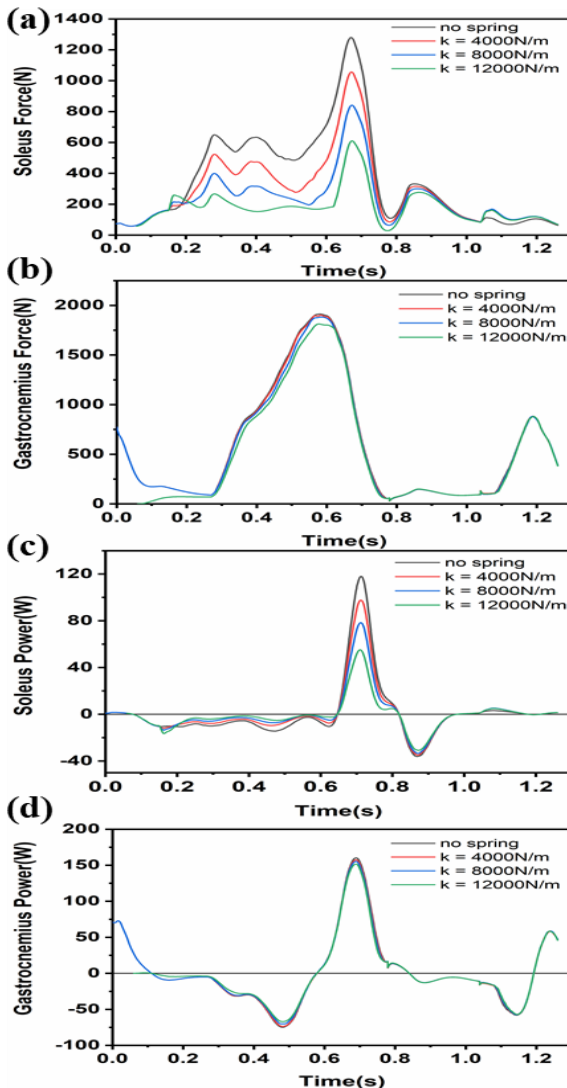 (a)
1400
1200
1000
800
600
400
200
0
Soleus Force(N)
no spring
k = 4000N/m
k = 8000N/m
k = 12000N/m
0.0 0.2 0.4 0.6 0.8 1.0 1.2
Time(s)
(b)
2000
1500
1000
500
0
Gastrocnemius Force(N)
no spring
k = 4000N/m
k = 8000N/m
k = 12000N/m
0.0 0.2 0.4 0.6 0.8 1.0 1.2
Time(s)
(c)
120
80
40
0
-40
Soleus Power(W)
no spring
k = 4000N/m
k = 8000N/m
k = 12000N/m
0.0 0.2 0.4 0.6 0.8 1.0 1.2
Time(s)
(d)
200
150
100
50
0
-50
-100
Gastrocnemius Power(W)
no spring
k = 4000N/m
k = 8000N/m
k = 12000N/m
0.0 0.2 0.4 0.6 0.8 1.0 1.2
Time(s)